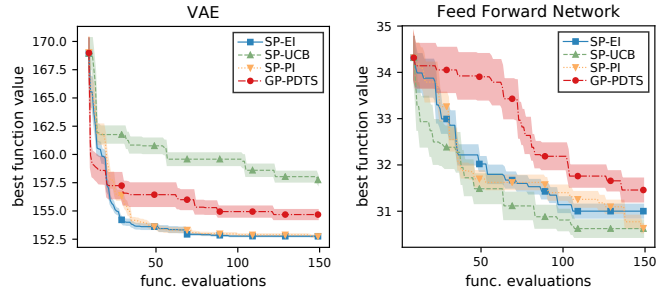 VAE
170.0
167.5
165.0
162.5
160.0
157.5
155.0
152.5
50
100
150
best function value
func. evaluations
SP-EI
SP-UCB
SP-PI
GP-PDTS
Feed Forward Network
35
34
33
32
31
50
100
150
best function value
func. evaluations
SP-EI
SP-UCB
SP-PI
GP-PDTS